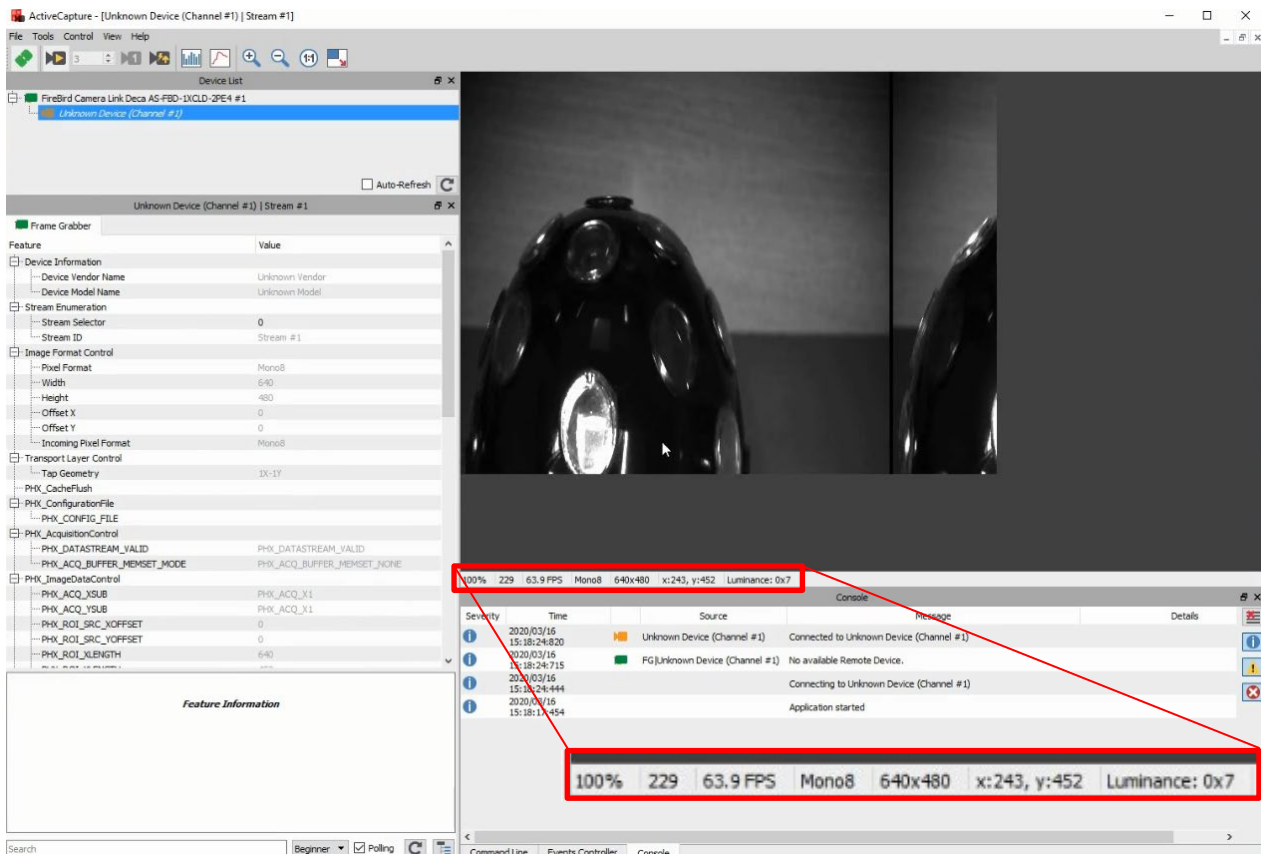 ActiveCapture - [Unknown Device (Channel #1) | Stream #1]
File Tools Control View Help
3
Device List
FireBird Camera Link Deca AS-FBD-1XCLD-2PE4 #1
Unknown Device (Channel #1)
Auto-Refresh
Unknown Device (Channel #1) | Stream #1
Frame Grabber
Feature Value
Device Information
Device Vendor Name Unknown Vendor
Device Model Name Unknown Model
Stream Enumeration
Stream Selector 0
Stream ID Stream #1
Image Format Control
Pixel Format Mono8
Width 640
Height 480
Offset X 0
Offset Y 0
Incoming Pixel Format Mono8
Transport Layer Control
Tap Geometry 1X-1Y
PHX_CacheFlush
PHX_ConfigurationFile
PHX_CONFIG_FILE
PHX_AcquisitionControl
PHX_DATASTREAM_VALID PHX_DATASTREAM_VALID
PHX_ACQ_BUFFER_MEMSET_MODE PHX_ACQ_BUFFER_MEMSET_NONE
PHX_ImageDataControl
PHX_ACQ_XSUB PHX_ACQ_X1
PHX_ACQ_YSUB PHX_ACQ_X1
PHX_ROI_SRC_XOFFSET 0
PHX_ROI_SRC_YOFFSET 0
PHX_ROI_XLENGTH 640
Feature Information
Search Beginner Polling
1:1
100% 229 63.9 FPS Mono8 640x480 x:243, y:452 Luminance: 0x7
Console
Severity Time Source Message Details
2020/03/16
15:18:24:820 Unknown Device (Channel #1) Connected to Unknown Device (Channel #1)
2020/03/16
15:18:24:715 FG|Unknown Device (Channel #1) No available Remote Device.
2020/03/16
15:18:24:444 Connecting to Unknown Device (Channel #1)
2020/03/16
15:18:17:454 Application started
100% 229 63.9 FPS Mono8 640x480 x:243, y:452 Luminance: 0x7
Command Line Events Controller Console